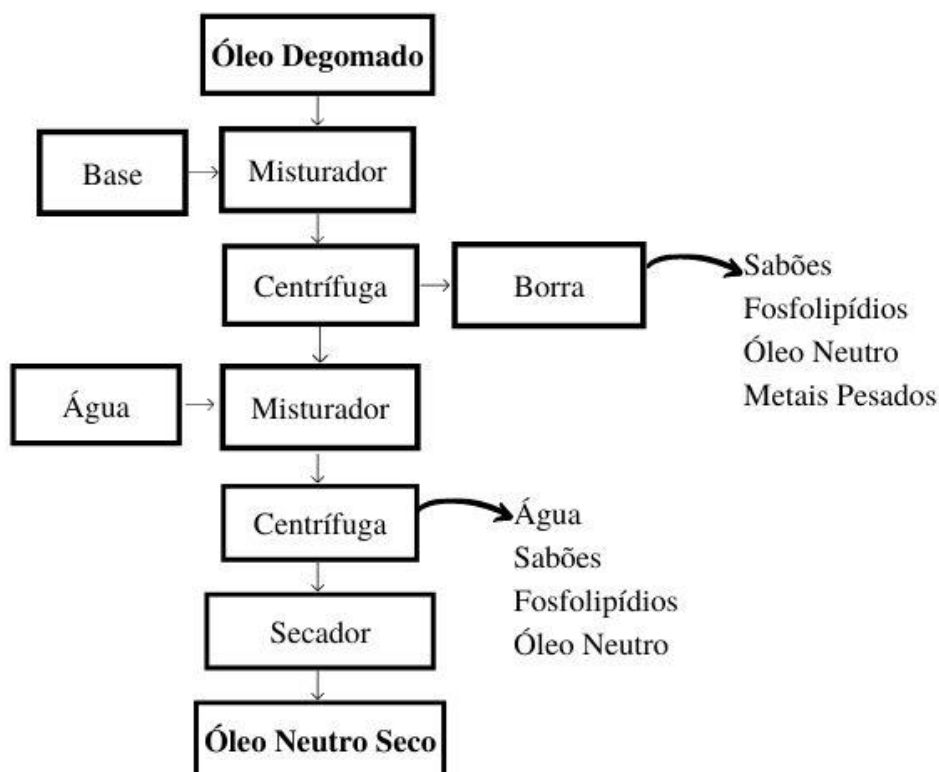 Óleo Degomado
Base
Misturador
Centrífuga
Borra
Sabões
Fosfolipídios
Óleo Neutro
Metais Pesados
Água
Misturador
Centrífuga
Água
Sabões
Fosfolipídios
Óleo Neutro
Secador
Óleo Neutro Seco